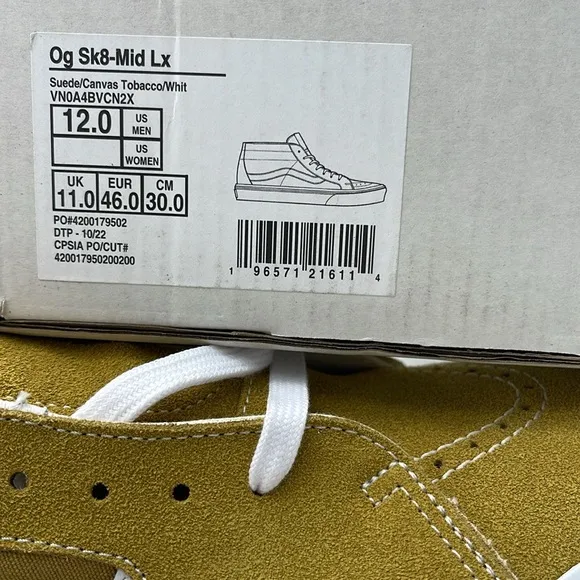 Og Sk8-Mid Lx
Suede/Canvas Tobacco/Whit
VN0A4BVCN2X
12.0 US MEN
US WOMEN
UK EUR CM
11.0 46.0 30.0
PO#4200179502
DTP - 10/22
CPSIA PO/CUT#
420017950200200
1 96571 21611 4